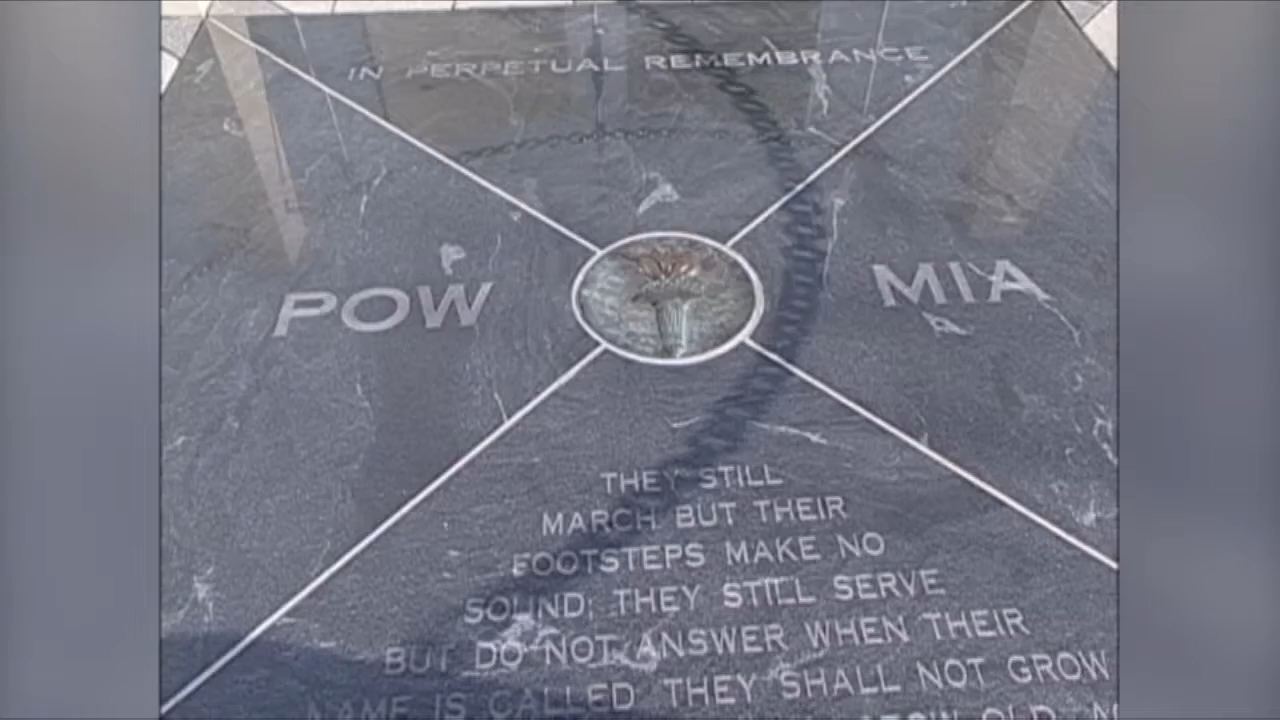 IN PERPETUAL REMEMBRANCE
POW
MIA
THEY STILL
MARCH BUT THEIR
FOOTSTEPS MAKE NO
SOUND; THEY STILL SERVE
BUT DO NOT ANSWER WHEN THEIR
NAME IS CALLED THEY SHALL NOT GROW
OLD